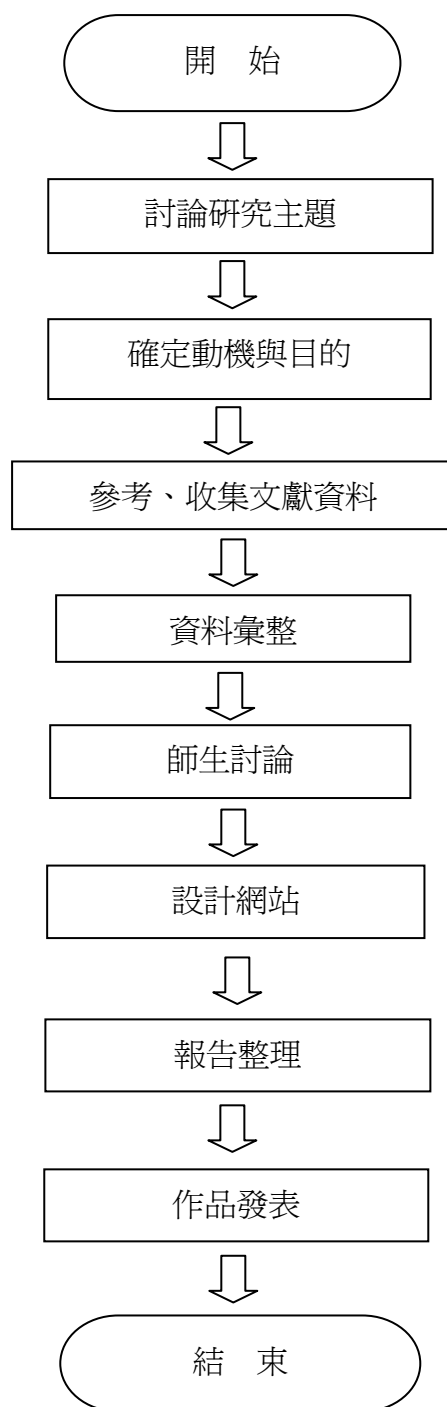 開　始
討論研究主題
確定動機與目的
參考、收集文獻資料
資料彙整
師生討論
設計網站
報告整理
作品發表
結　束